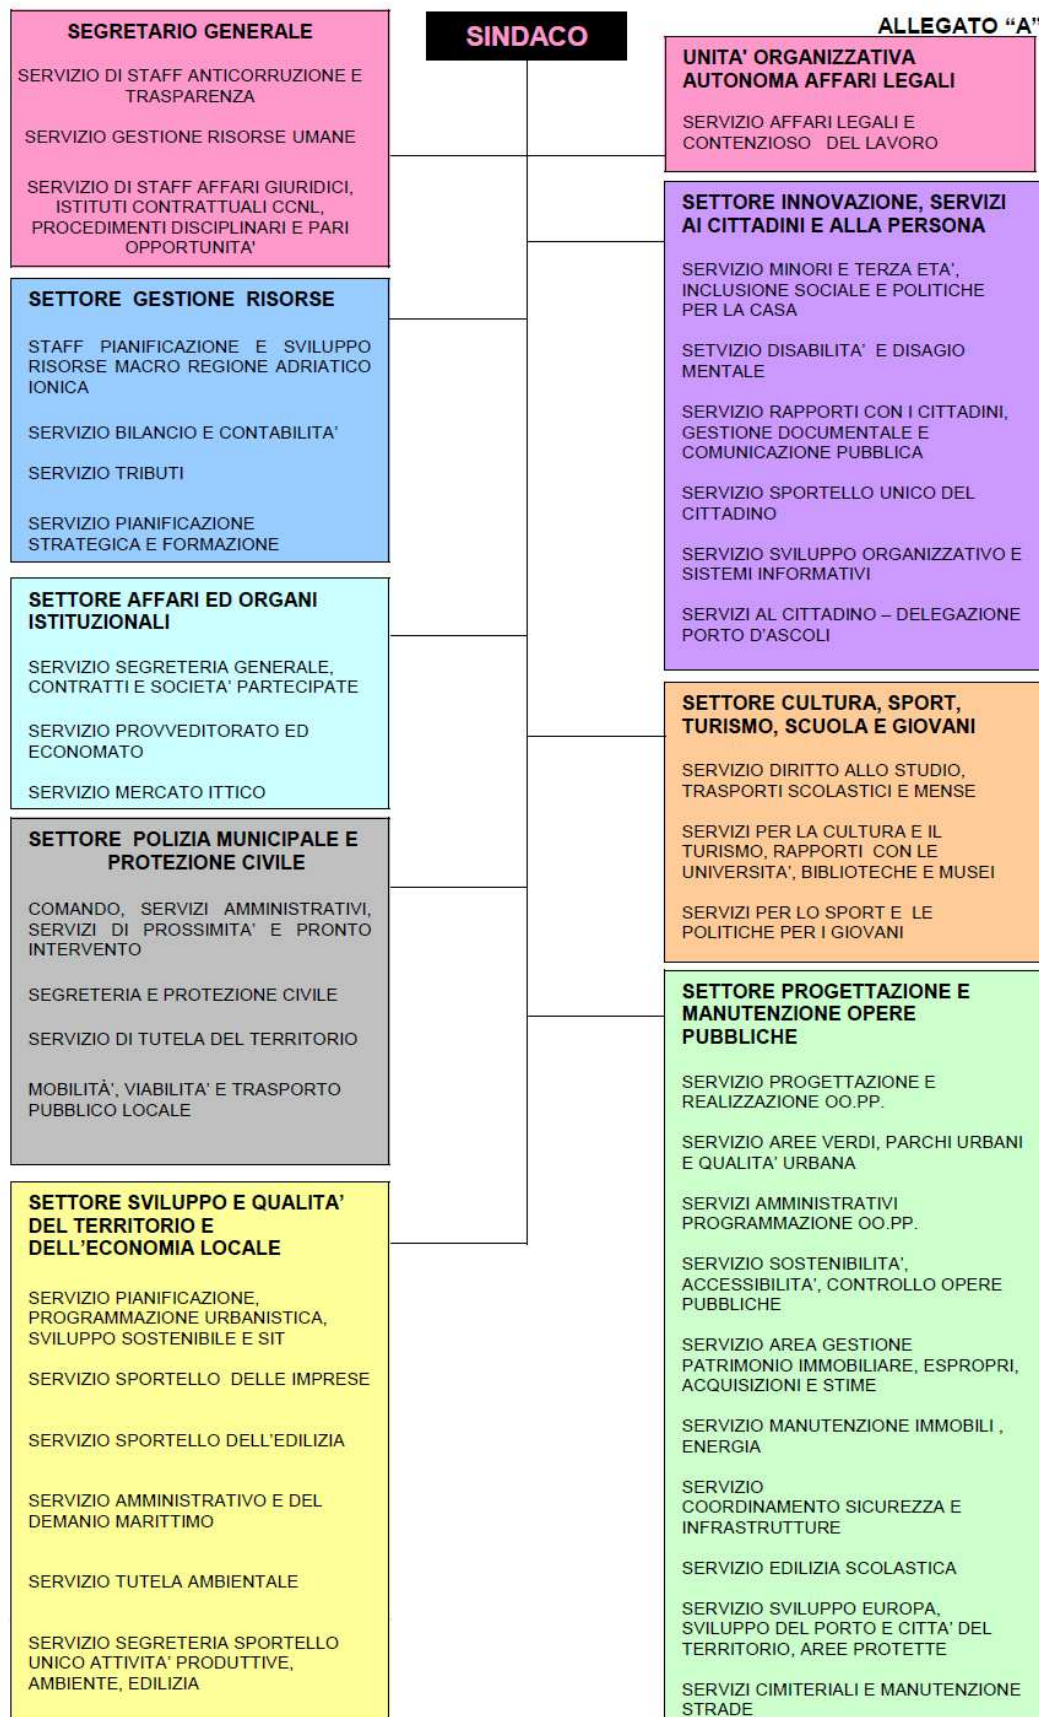 SEGRETARIO GENERALE
SERVIZIO DI STAFF ANTICORRUZIONE E
TRASPARENZA
SERVIZIO GESTIONE RISORSE UMANE
SERVIZIO DI STAFF AFFARI GIURIDICI,
ISTITUTI CONTRATTUALI CCNL,
PROCEDIMENTI DISCIPLINARI E PARI
OPPORTUNITA'
SETTORE GESTIONE RISORSE
STAFF PIANIFICAZIONE E SVILUPPO
RISORSE MACRO REGIONE ADRIATICO
IONICA
SERVIZIO BILANCIO E CONTABILITA'
SERVIZIO TRIBUTI
SERVIZIO PIANIFICAZIONE
STRATEGICA E FORMAZIONE
SETTORE AFFARI ED ORGANI
ISTITUZIONALI
SERVIZIO SEGRETERIA GENERALE,
CONTRATTI E SOCIETA' PARTECIPATE
SERVIZIO PROVVEDITORATO ED
ECONOMATO
SERVIZIO MERCATO ITTICO
SETTORE POLIZIA MUNICIPALE E
PROTEZIONE CIVILE
COMANDO, SERVIZI AMMINISTRATIVI,
SERVIZI DI PROSSIMITA' E PRONTO
INTERVENTO
SEGRETERIA E PROTEZIONE CIVILE
SERVIZIO DI TUTELA DEL TERRITORIO
MOBILITÀ', VIABILITA' E TRASPORTO
PUBBLICO LOCALE
SETTORE SVILUPPO E QUALITA'
DEL TERRITORIO E
DELL'ECONOMIA LOCALE
SERVIZIO PIANIFICAZIONE,
PROGRAMMAZIONE URBANISTICA,
SVILUPPO SOSTENIBILE E SIT
SERVIZIO SPORTELLO DELLE IMPRESE
SERVIZIO SPORTELLO DELL'EDILIZIA
SERVIZIO AMMINISTRATIVO E DEL
DEMANIO MARITTIMO
SERVIZIO TUTELA AMBIENTALE
SERVIZIO SEGRETERIA SPORTELLO
UNICO ATTIVITA' PRODUTTIVE,
AMBIENTE, EDILIZIA
SINDACO
ALLEGATO “A”
UNITA' ORGANIZZATIVA
AUTONOMA AFFARI LEGALI
SERVIZIO AFFARI LEGALI E
CONTENZIOSO DEL LAVORO
SETTORE INNOVAZIONE, SERVIZI
AI CITTADINI E ALLA PERSONA
SERVIZIO MINORI E TERZA ETA',
INCLUSIONE SOCIALE E POLITICHE
PER LA CASA
SETVIZIO DISABILITA' E DISAGIO
MENTALE
SERVIZIO RAPPORTI CON I CITTADINI,
GESTIONE DOCUMENTALE E
COMUNICAZIONE PUBBLICA
SERVIZIO SPORTELLO UNICO DEL
CITTADINO
SERVIZIO SVILUPPO ORGANIZZATIVO E
SISTEMI INFORMATIVI
SERVIZI AL CITTADINO – DELEGAZIONE
PORTO D'ASCOLI
SETTORE CULTURA, SPORT,
TURISMO, SCUOLA E GIOVANI
SERVIZIO DIRITTO ALLO STUDIO,
TRASPORTI SCOLASTICI E MENSE
SERVIZI PER LA CULTURA E IL
TURISMO, RAPPORTI CON LE
UNIVERSITA', BIBLIOTECHE E MUSEI
SERVIZI PER LO SPORT E LE
POLITICHE PER I GIOVANI
SETTORE PROGETTAZIONE E
MANUTENZIONE OPERE
PUBBLICHE
SERVIZIO PROGETTAZIONE E
REALIZZAZIONE OO.PP.
SERVIZIO AREE VERDI, PARCHI URBANI
E QUALITA' URBANA
SERVIZI AMMINISTRATIVI
PROGRAMMAZIONE OO.PP.
SERVIZIO SOSTENIBILITA',
ACCESSIBILITA', CONTROLLO OPERE
PUBBLICHE
SERVIZIO AREA GESTIONE
PATRIMONIO IMMOBILIARE, ESPROPRI,
ACQUISIZIONI E STIME
SERVIZIO MANUTENZIONE IMMOBILI ,
ENERGIA
SERVIZIO
COORDINAMENTO SICUREZZA E
INFRASTRUTTURE
SERVIZIO EDILIZIA SCOLASTICA
SERVIZIO SVILUPPO EUROPA,
SVILUPPO DEL PORTO E CITTA' DEL
TERRITORIO, AREE PROTETTE
SERVIZI CIMITERIALI E MANUTENZIONE
STRADE